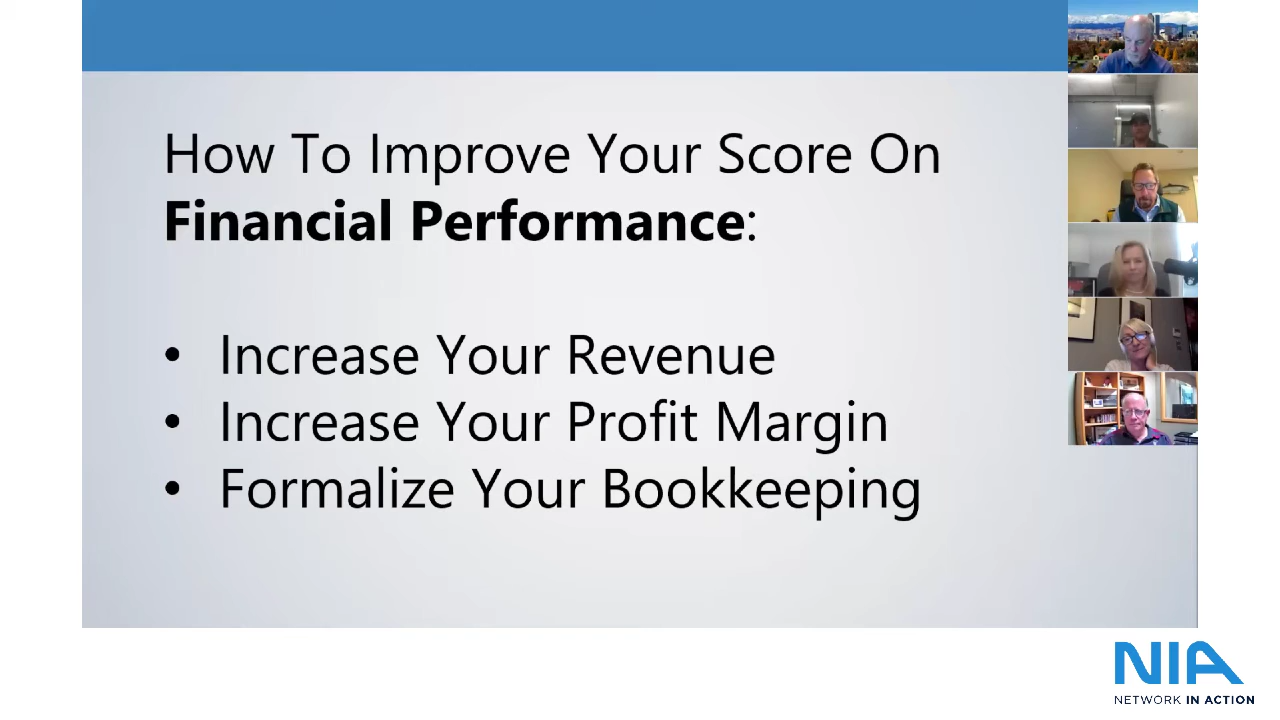 How To Improve Your Score On
Financial Performance:
• Increase Your Revenue
• Increase Your Profit Margin
• Formalize Your Bookkeeping
NIA
NETWORK IN ACTION